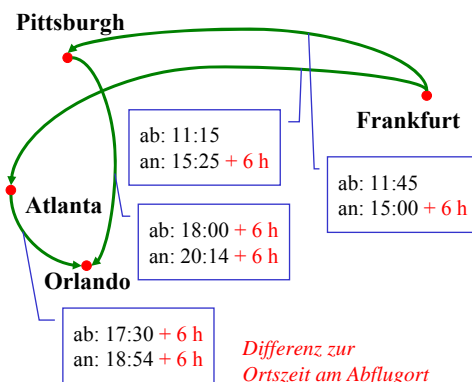 Pittsburgh
Frankfurt
ab: 11:15
an: 15:25 + 6 h
ab: 11:45
an: 15:00 + 6 h
Atlanta
ab: 18:00 + 6 h
an: 20:14 + 6 h
Orlando
ab: 17:30 + 6 h
an: 18:54 + 6 h
Differenz zur
Ortszeit am Abflugort